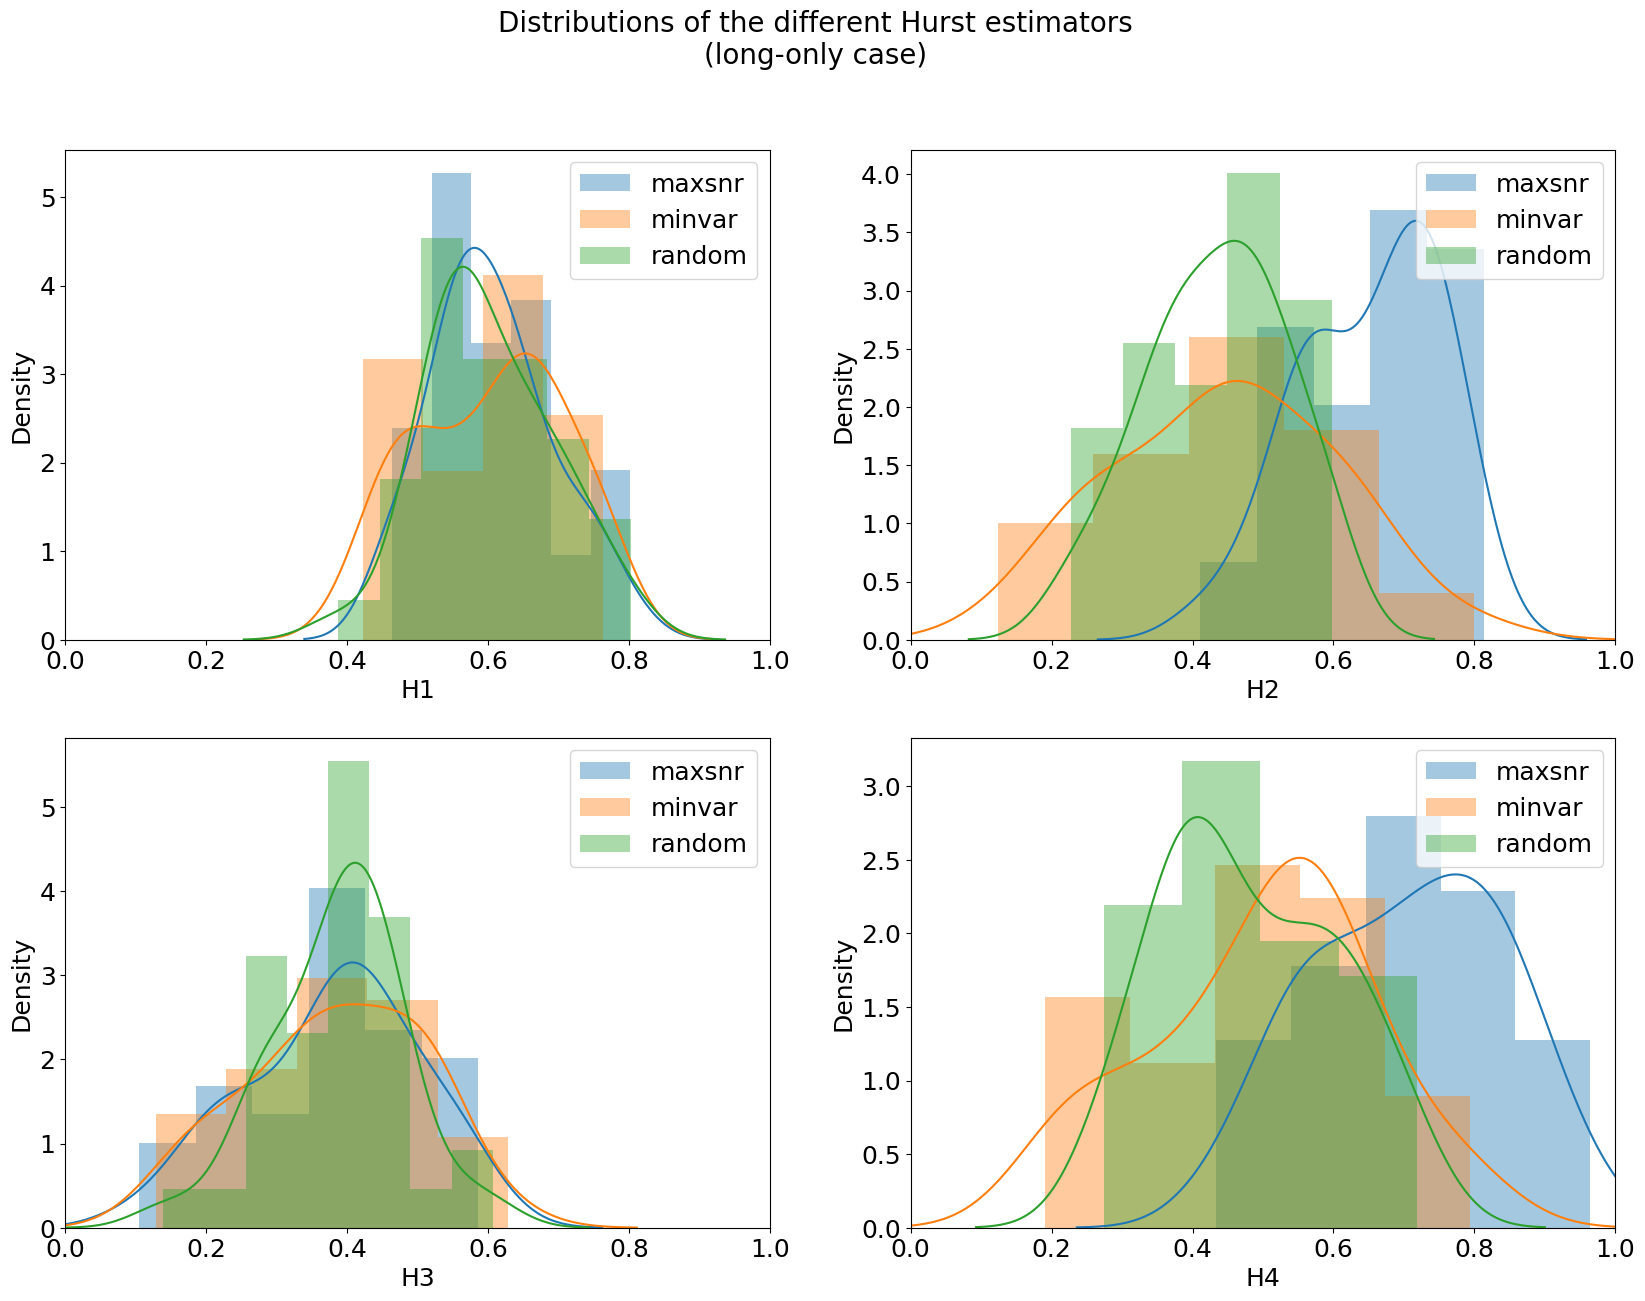 Distributions of the different Hurst estimators
(long-only case)
Density
5
4
3
2
1
0
0.0 0.2 0.4 0.6 0.8 1.0
H1
maxsnr
minvar
random
Density
4.0
3.5
3.0
2.5
2.0
1.5
1.0
0.5
0.0
0.0 0.2 0.4 0.6 0.8 1.0
H2
maxsnr
minvar
random
Density
5
4
3
2
1
0
0.0 0.2 0.4 0.6 0.8 1.0
H3
maxsnr
minvar
random
Density
3.0
2.5
2.0
1.5
1.0
0.5
0.0
0.0 0.2 0.4 0.6 0.8 1.0
H4
maxsnr
minvar
random